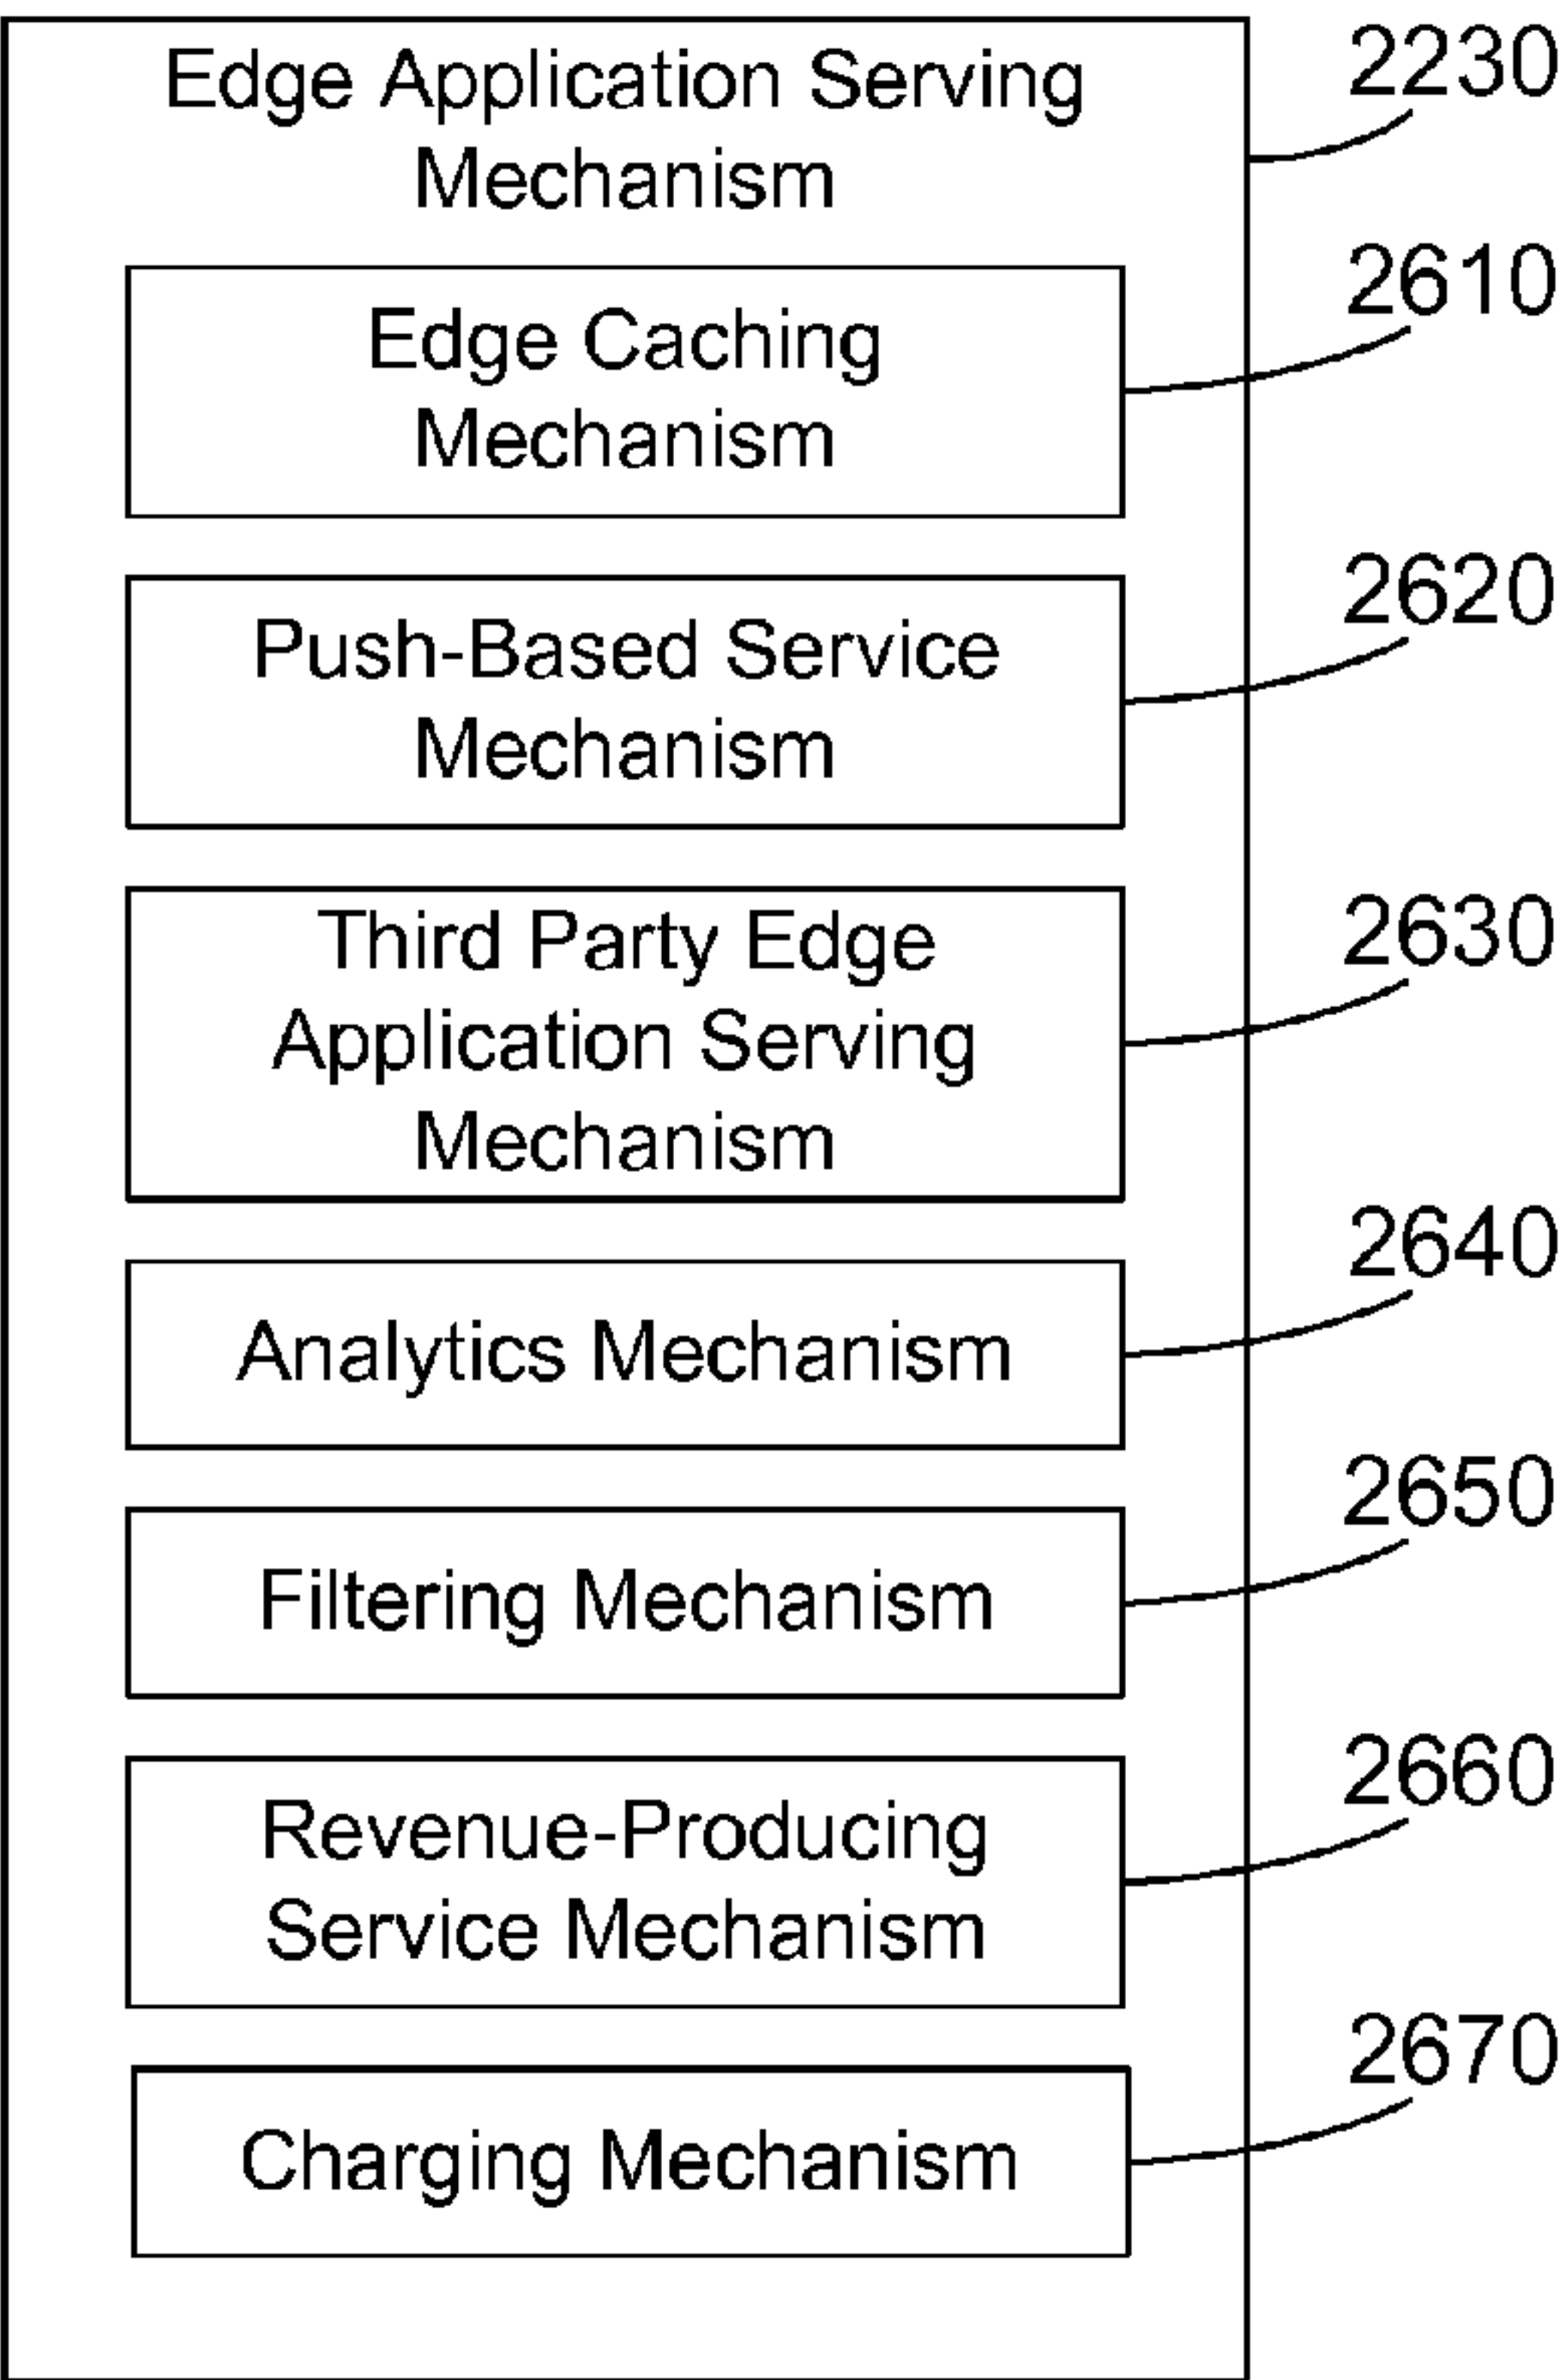 Edge Application Serving
Mechanism
2230
Edge Caching
Mechanism
2610
Push-Based Service
Mechanism
2620
Third Party Edge
Application Serving
Mechanism
2630
Analytics Mechanism
2640
Filtering Mechanism
2650
Revenue-Producing
Service Mechanism
2660
Charging Mechanism
2670